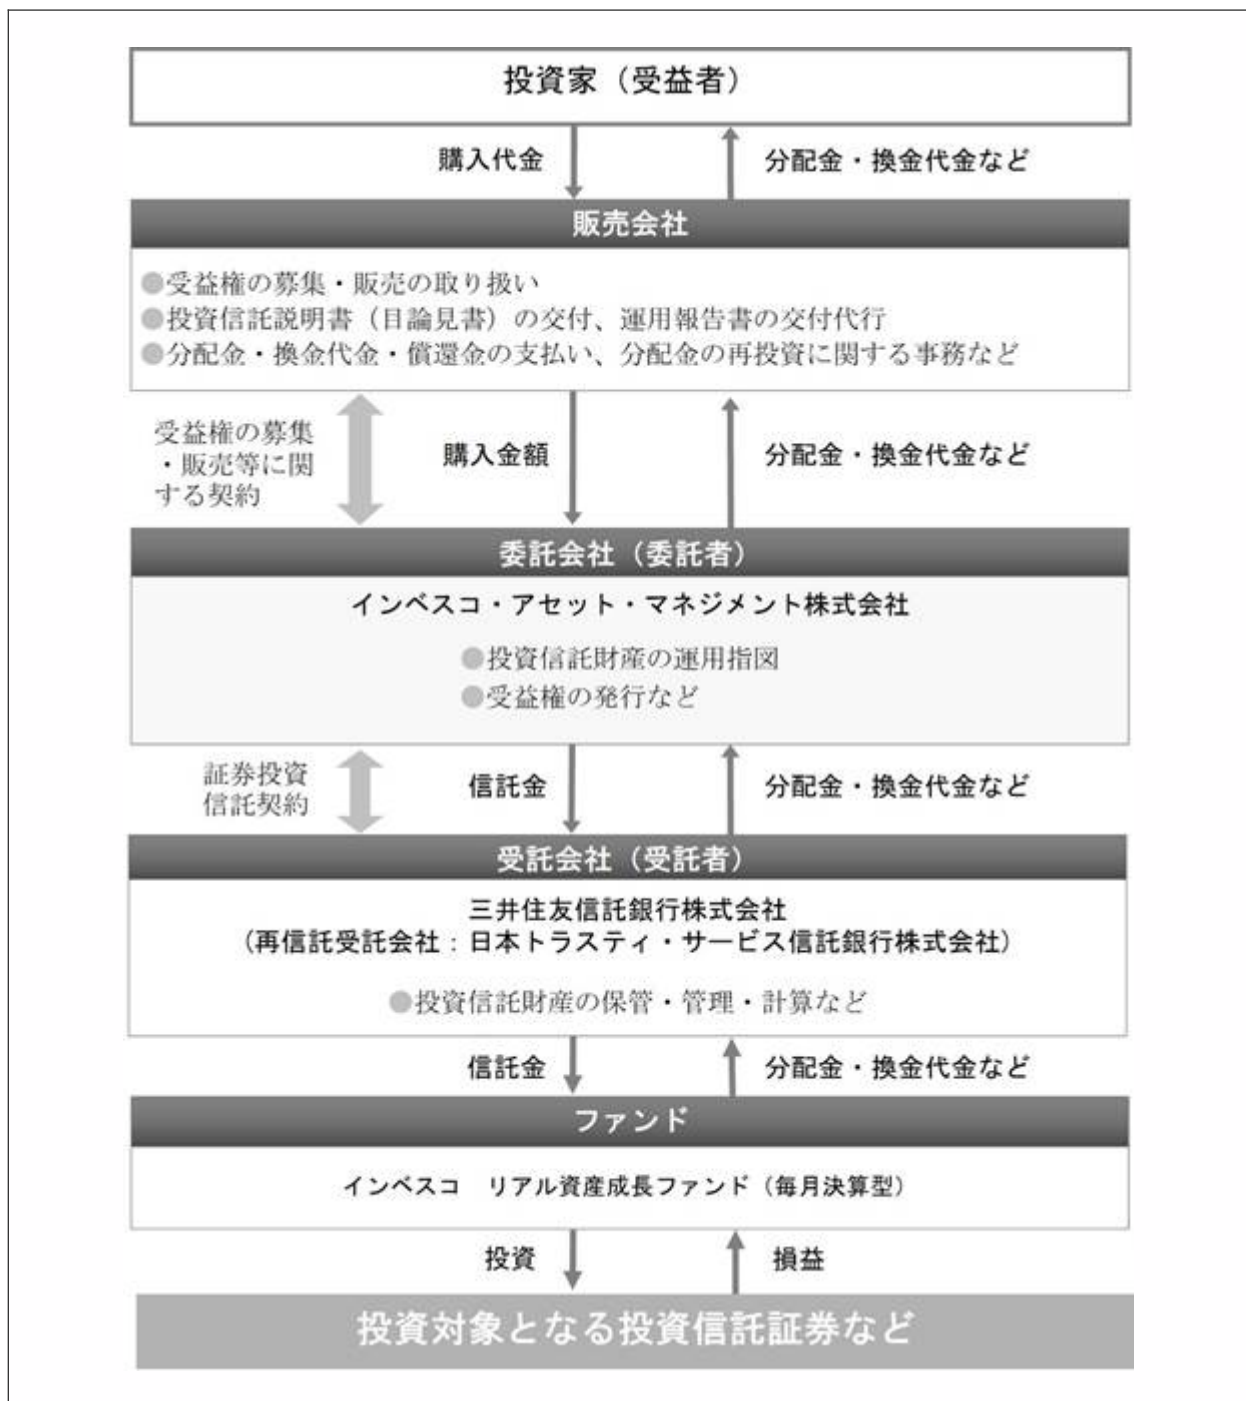 投資家（受益者）
購入代金
分配金・換金代金など
販売会社
●受益権の募集・販売の取り扱い
●投資信託説明書（目論見書）の交付、運用報告書の交付代行
●分配金・換金代金・償還金の支払い、分配金の再投資に関する事務など
受益権の募集
・販売等に関
する契約
購入金額
分配金・換金代金など
委託会社（委託者）
インベスコ・アセット・マネジメント株式会社
●投資信託財産の運用指図
●受益権の発行など
証券投資
信託契約
信託金
分配金・換金代金など
受託会社（受託者）
三井住友信託銀行株式会社
（再信託受託会社：日本トラスティ・サービス信託銀行株式会社）
●投資信託財産の保管・管理・計算など
信託金
分配金・換金代金など
ファンド
インベスコ　リアル資産成長ファンド（毎月決算型）
投資
損益
投資対象となる投資信託証券など